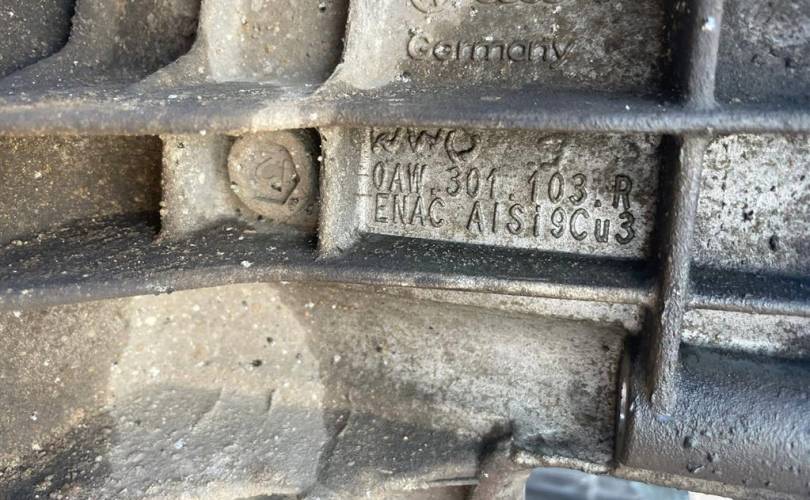 Germany
0AW.301.103.R
ENAC AlSi9Cu3